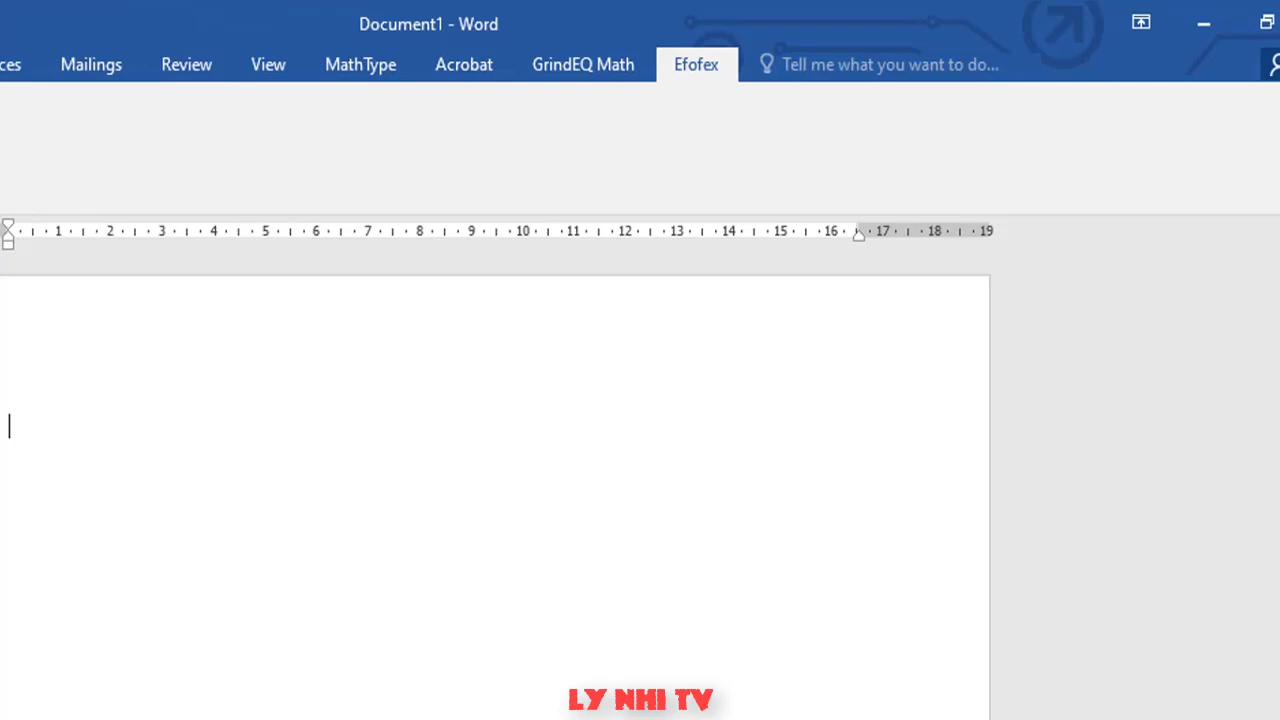 Document1 - Word
ces Mailings Review View MathType Acrobat GrindEQ Math Efofex Tell me what you want to do...
1 2 3 4 5 6 7 8 9 10 11 12 13 14 15 16 17 18 19
LY NHI TV